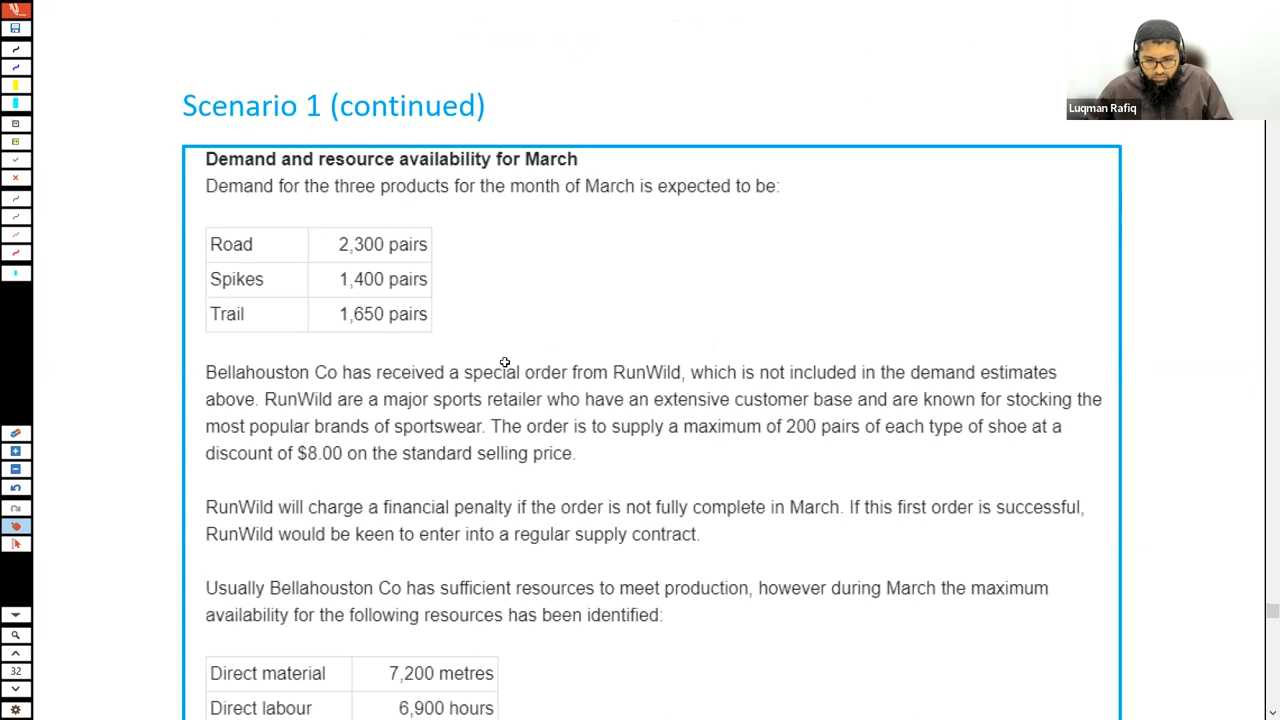 Luqman Rafiq
Scenario 1 (continued)
Demand and resource availability for March
Demand for the three products for the month of March is expected to be:
Road 2,300 pairs
Spikes 1,400 pairs
Trail 1,650 pairs
Bellahouston Co has received a special order from RunWild, which is not included in the demand estimates
above. RunWild are a major sports retailer who have an extensive customer base and are known for stocking the
most popular brands of sportswear. The order is to supply a maximum of 200 pairs of each type of shoe at a
discount of $8.00 on the standard selling price.
RunWild will charge a financial penalty if the order is not fully complete in March. If this first order is successful,
RunWild would be keen to enter into a regular supply contract.
Usually Bellahouston Co has sufficient resources to meet production, however during March the maximum
availability for the following resources has been identified:
Direct material 7,200 metres
Direct labour 6,900 hours
32